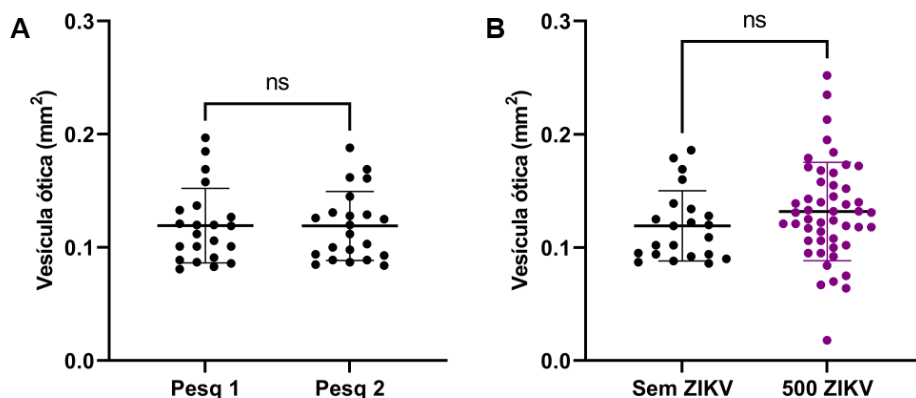 A
Vesícula ótica (mm²)
0.3
0.2
0.1
0.0
ns
Pesq 1
Pesq 2
B
Vesícula ótica (mm²)
0.3
0.2
0.1
0.0
ns
Sem ZIKV
500 ZIKV